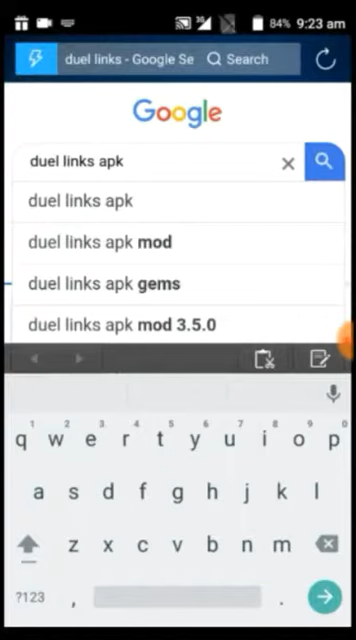 3G 84% 9:23 am
duel links - Google Se Search
Google
duel links apk
duel links apk
duel links apk mod
duel links apk gems
duel links apk mod 3.5.0
1 2 3 4 5 6 7 8 9 0
q w e r t y u i o p
a s d f g h j k l
z x c v b n m
?123 , .